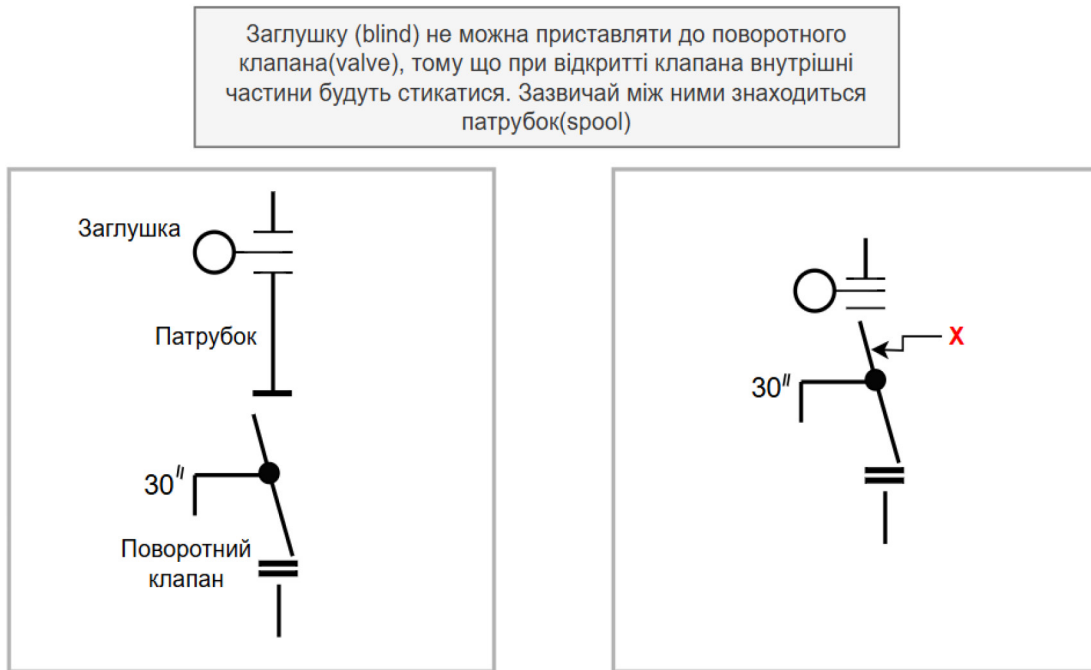 Заглушку (blind) не можна приставляти до поворотного
клапана(valve), тому що при відкритті клапана внутрішні
частини будуть стикатися. Зазвичай між ними знаходиться
патрубок(spool)
Заглушка
Патрубок
30"
Поворотний
клапан
X
30"